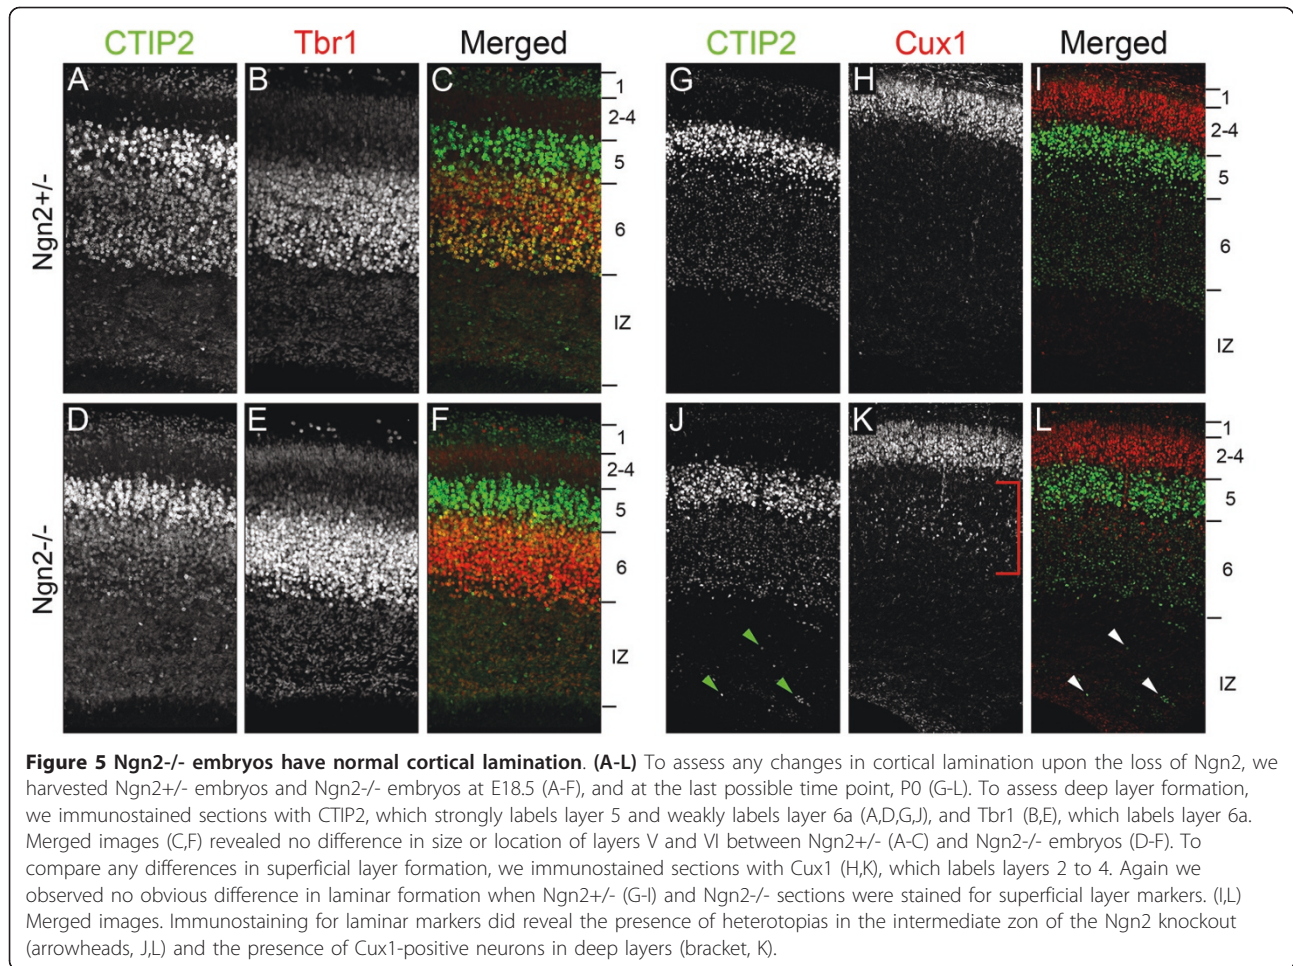 CTIP2 Tbr1 Merged CTIP2 Cux1 Merged
Ngn2+/-
A B C G H I
1
2-4
5
6
IZ
1
2-4
5
6
IZ
Ngn2-/-
D E F J K L
1
2-4
5
6
IZ
1
2-4
5
6
IZ
Figure 5 Ngn2-/- embryos have normal cortical lamination. (A-L) To assess any changes in cortical lamination upon the loss of Ngn2, we
harvested Ngn2+/- embryos and Ngn2-/- embryos at E18.5 (A-F), and at the last possible time point, P0 (G-L). To assess deep layer formation,
we immunostained sections with CTIP2, which strongly labels layer 5 and weakly labels layer 6a (A,D,G,J), and Tbr1 (B,E), which labels layer 6a.
Merged images (C,F) revealed no difference in size or location of layers V and VI between Ngn2+/- (A-C) and Ngn2-/- embryos (D-F). To
compare any differences in superficial layer formation, we immunostained sections with Cux1 (H,K), which labels layers 2 to 4. Again we
observed no obvious difference in laminar formation when Ngn2+/- (G-I) and Ngn2-/- sections were stained for superficial layer markers. (I,L)
Merged images. Immunostaining for laminar markers did reveal the presence of heterotopias in the intermediate zon of the Ngn2 knockout
(arrowheads, J,L) and the presence of Cux1-positive neurons in deep layers (bracket, K).